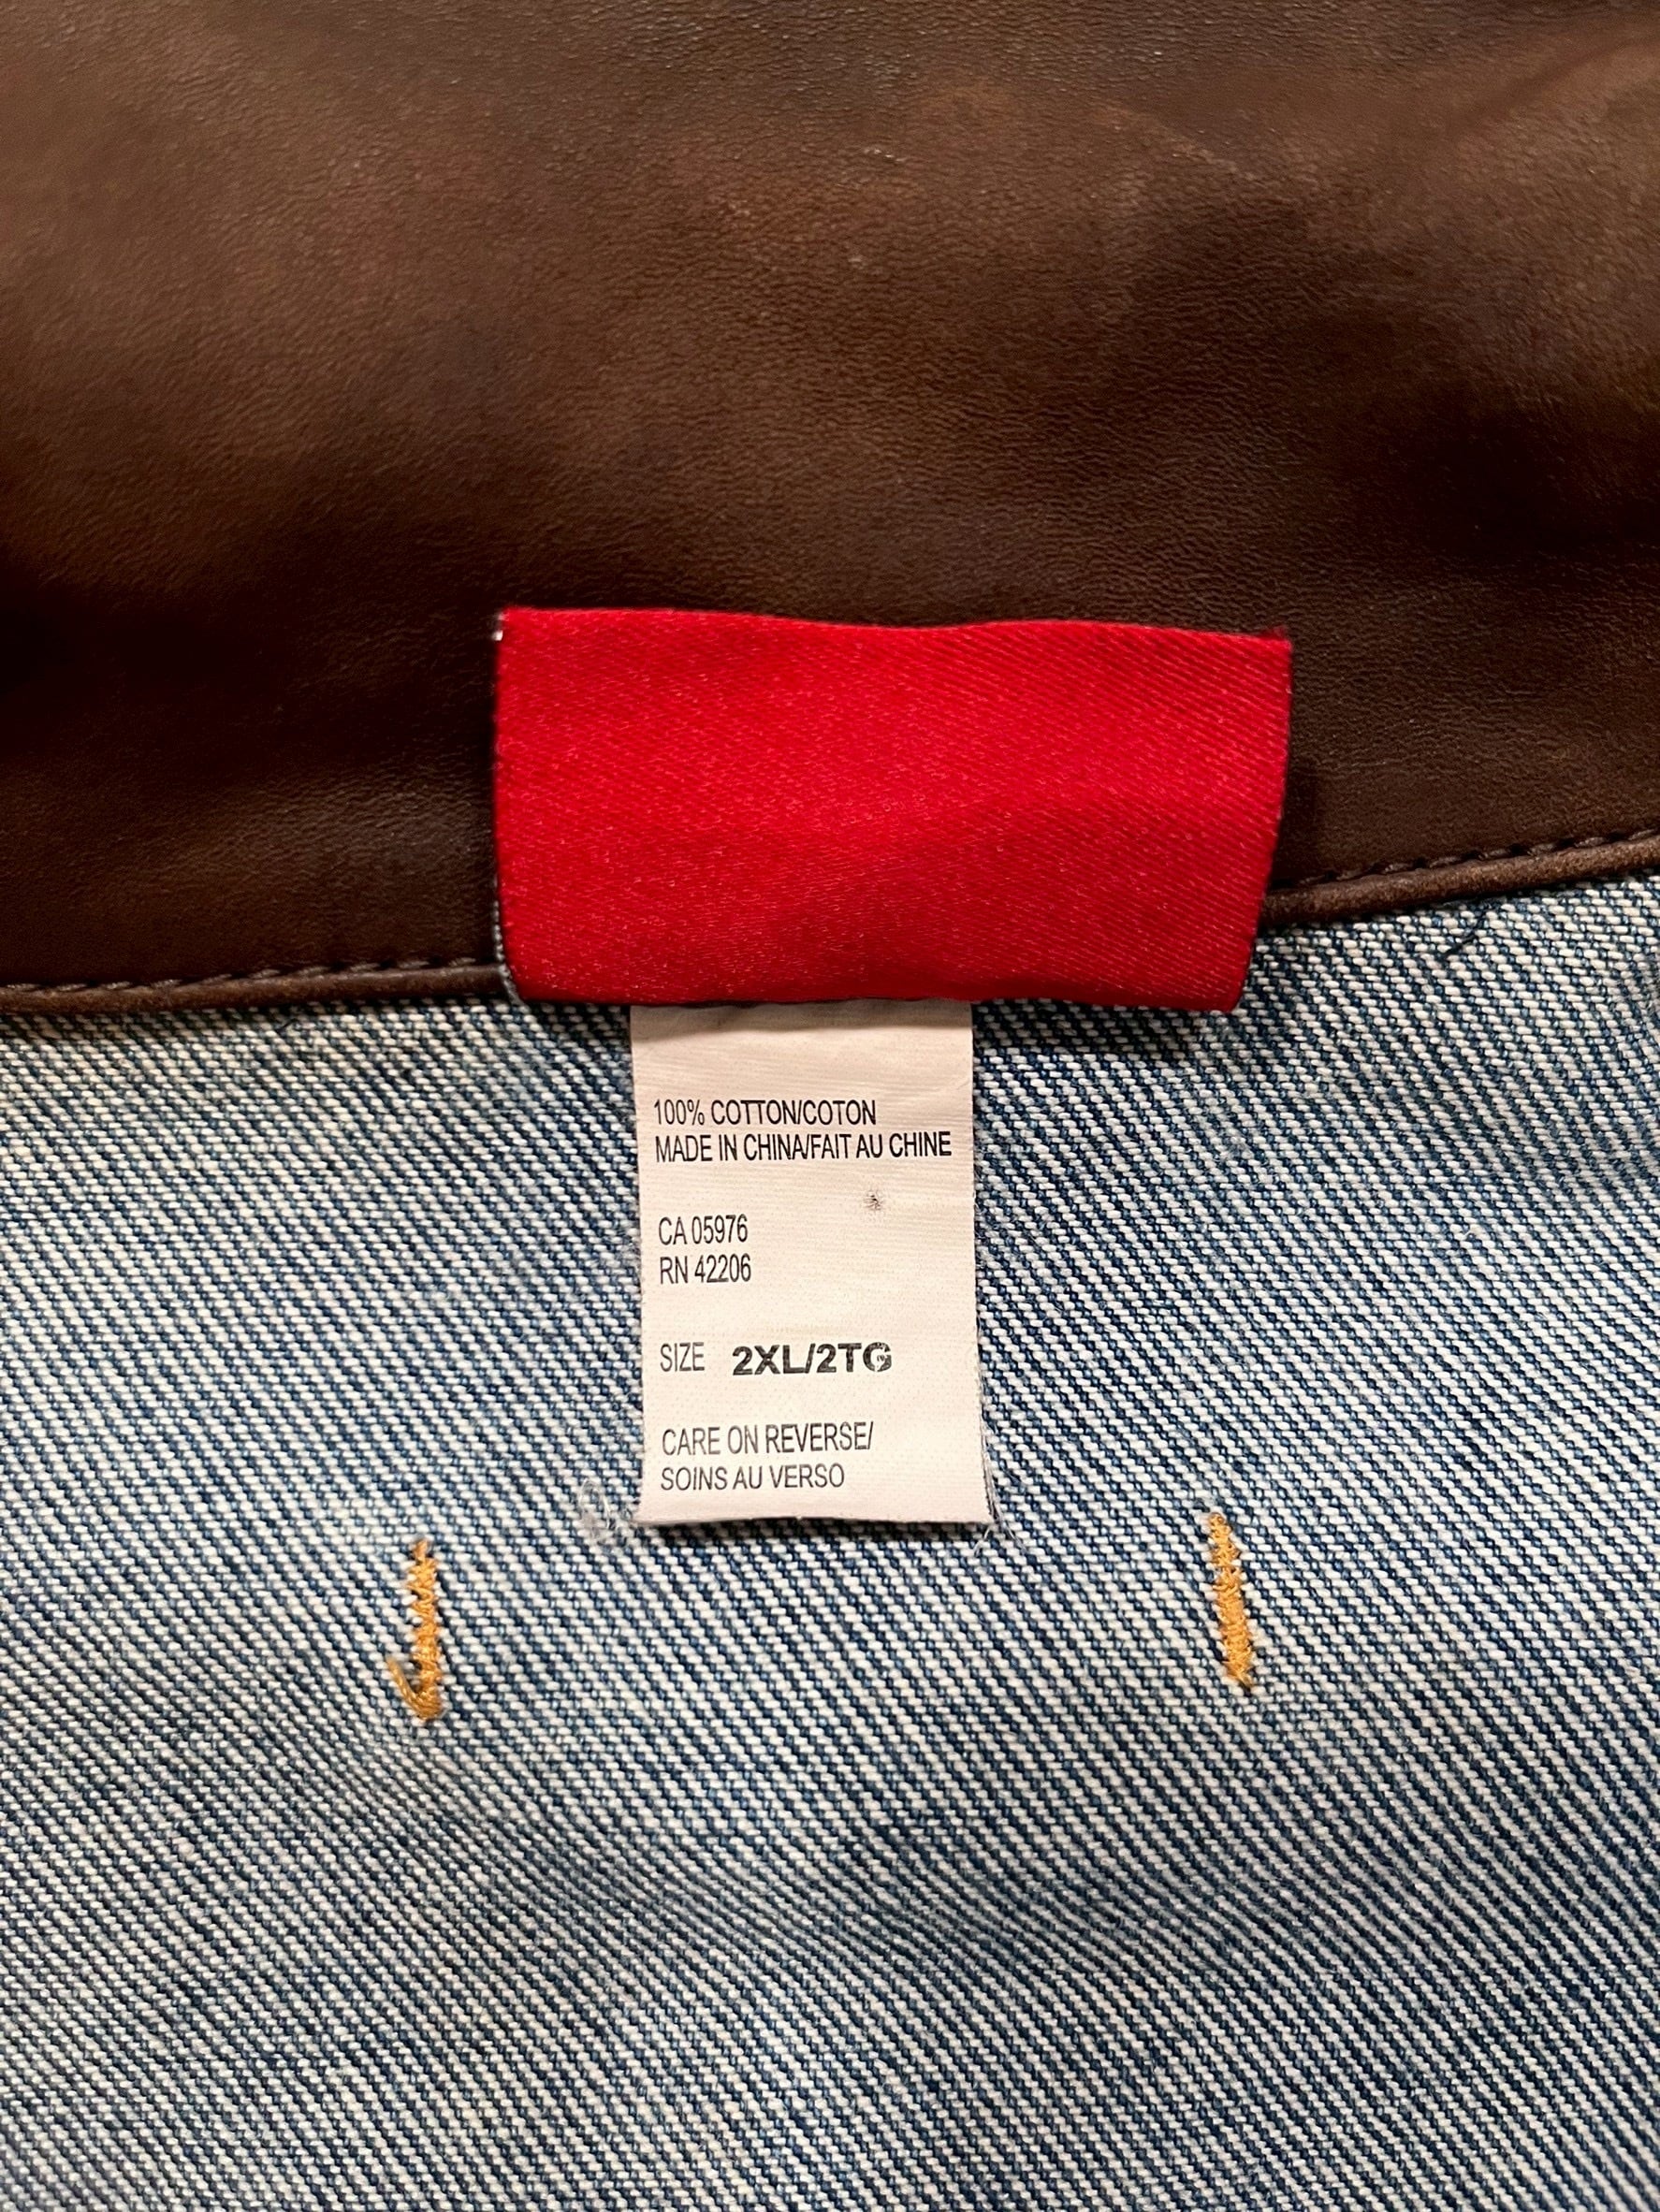 100% COTTON/COTON
MADE IN CHINA/FAIT AU CHINE
CA 05976
RN 42206
SIZE 2XL/2TG
CARE ON REVERSE/
SOINS AU VERSO